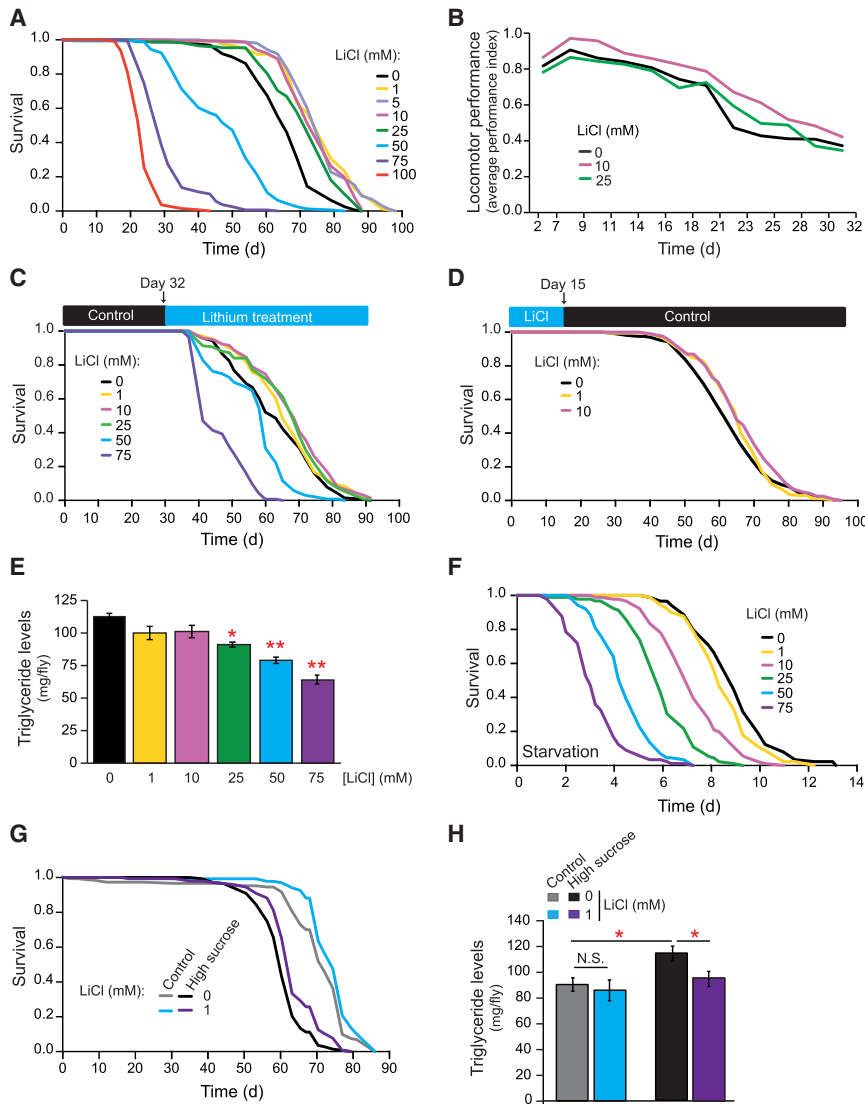 A
LiCl (mM):
0
1
5
10
25
50
75
100
Survival
1.0
0.8
0.6
0.4
0.2
0.0
0 10 20 30 40 50 60 70 80 90 100
Time (d)
B
Locomotor performance
(average performance index)
1.0
0.8
0.6
0.4
0.2
0.0
LiCl (mM)
0
10
25
2 7 9 11 14 16 18 21 23 25 28 30 32
Time (d)
C
Day 32
Control Lithium treatment
LiCl (mM):
0
1
10
25
50
75
Survival
1.0
0.8
0.6
0.4
0.2
0.0
0 10 20 30 40 50 60 70 80 90 100
Time (d)
D
Day 15
LiCl Control
LiCl (mM):
0
1
10
Survival
1.0
0.8
0.6
0.4
0.2
0.0
0 10 20 30 40 50 60 70 80 90 100
Time (d)
E
Triglyceride levels
(mg/fly)
125
100
75
50
25
0
* ** **
0 1 10 25 50 75 [LiCl] (mM)
F
LiCl (mM)
0
1
10
25
50
75
Survival
1.0
0.8
0.6
0.4
0.2
0.0
Starvation
0 2 4 6 8 10 12 14
Time (d)
G
Survival
1.0
0.8
0.6
0.4
0.2
0.0
Control
High sucrose
LiCl (mM):
0
1
0 10 20 30 40 50 60 70 80 90
Time (d)
H
Control
High sucrose
0
1
LiCl (mM)
Triglyceride levels
(mg/fly)
140
120
100
80
60
40
20
0
N.S.
* *